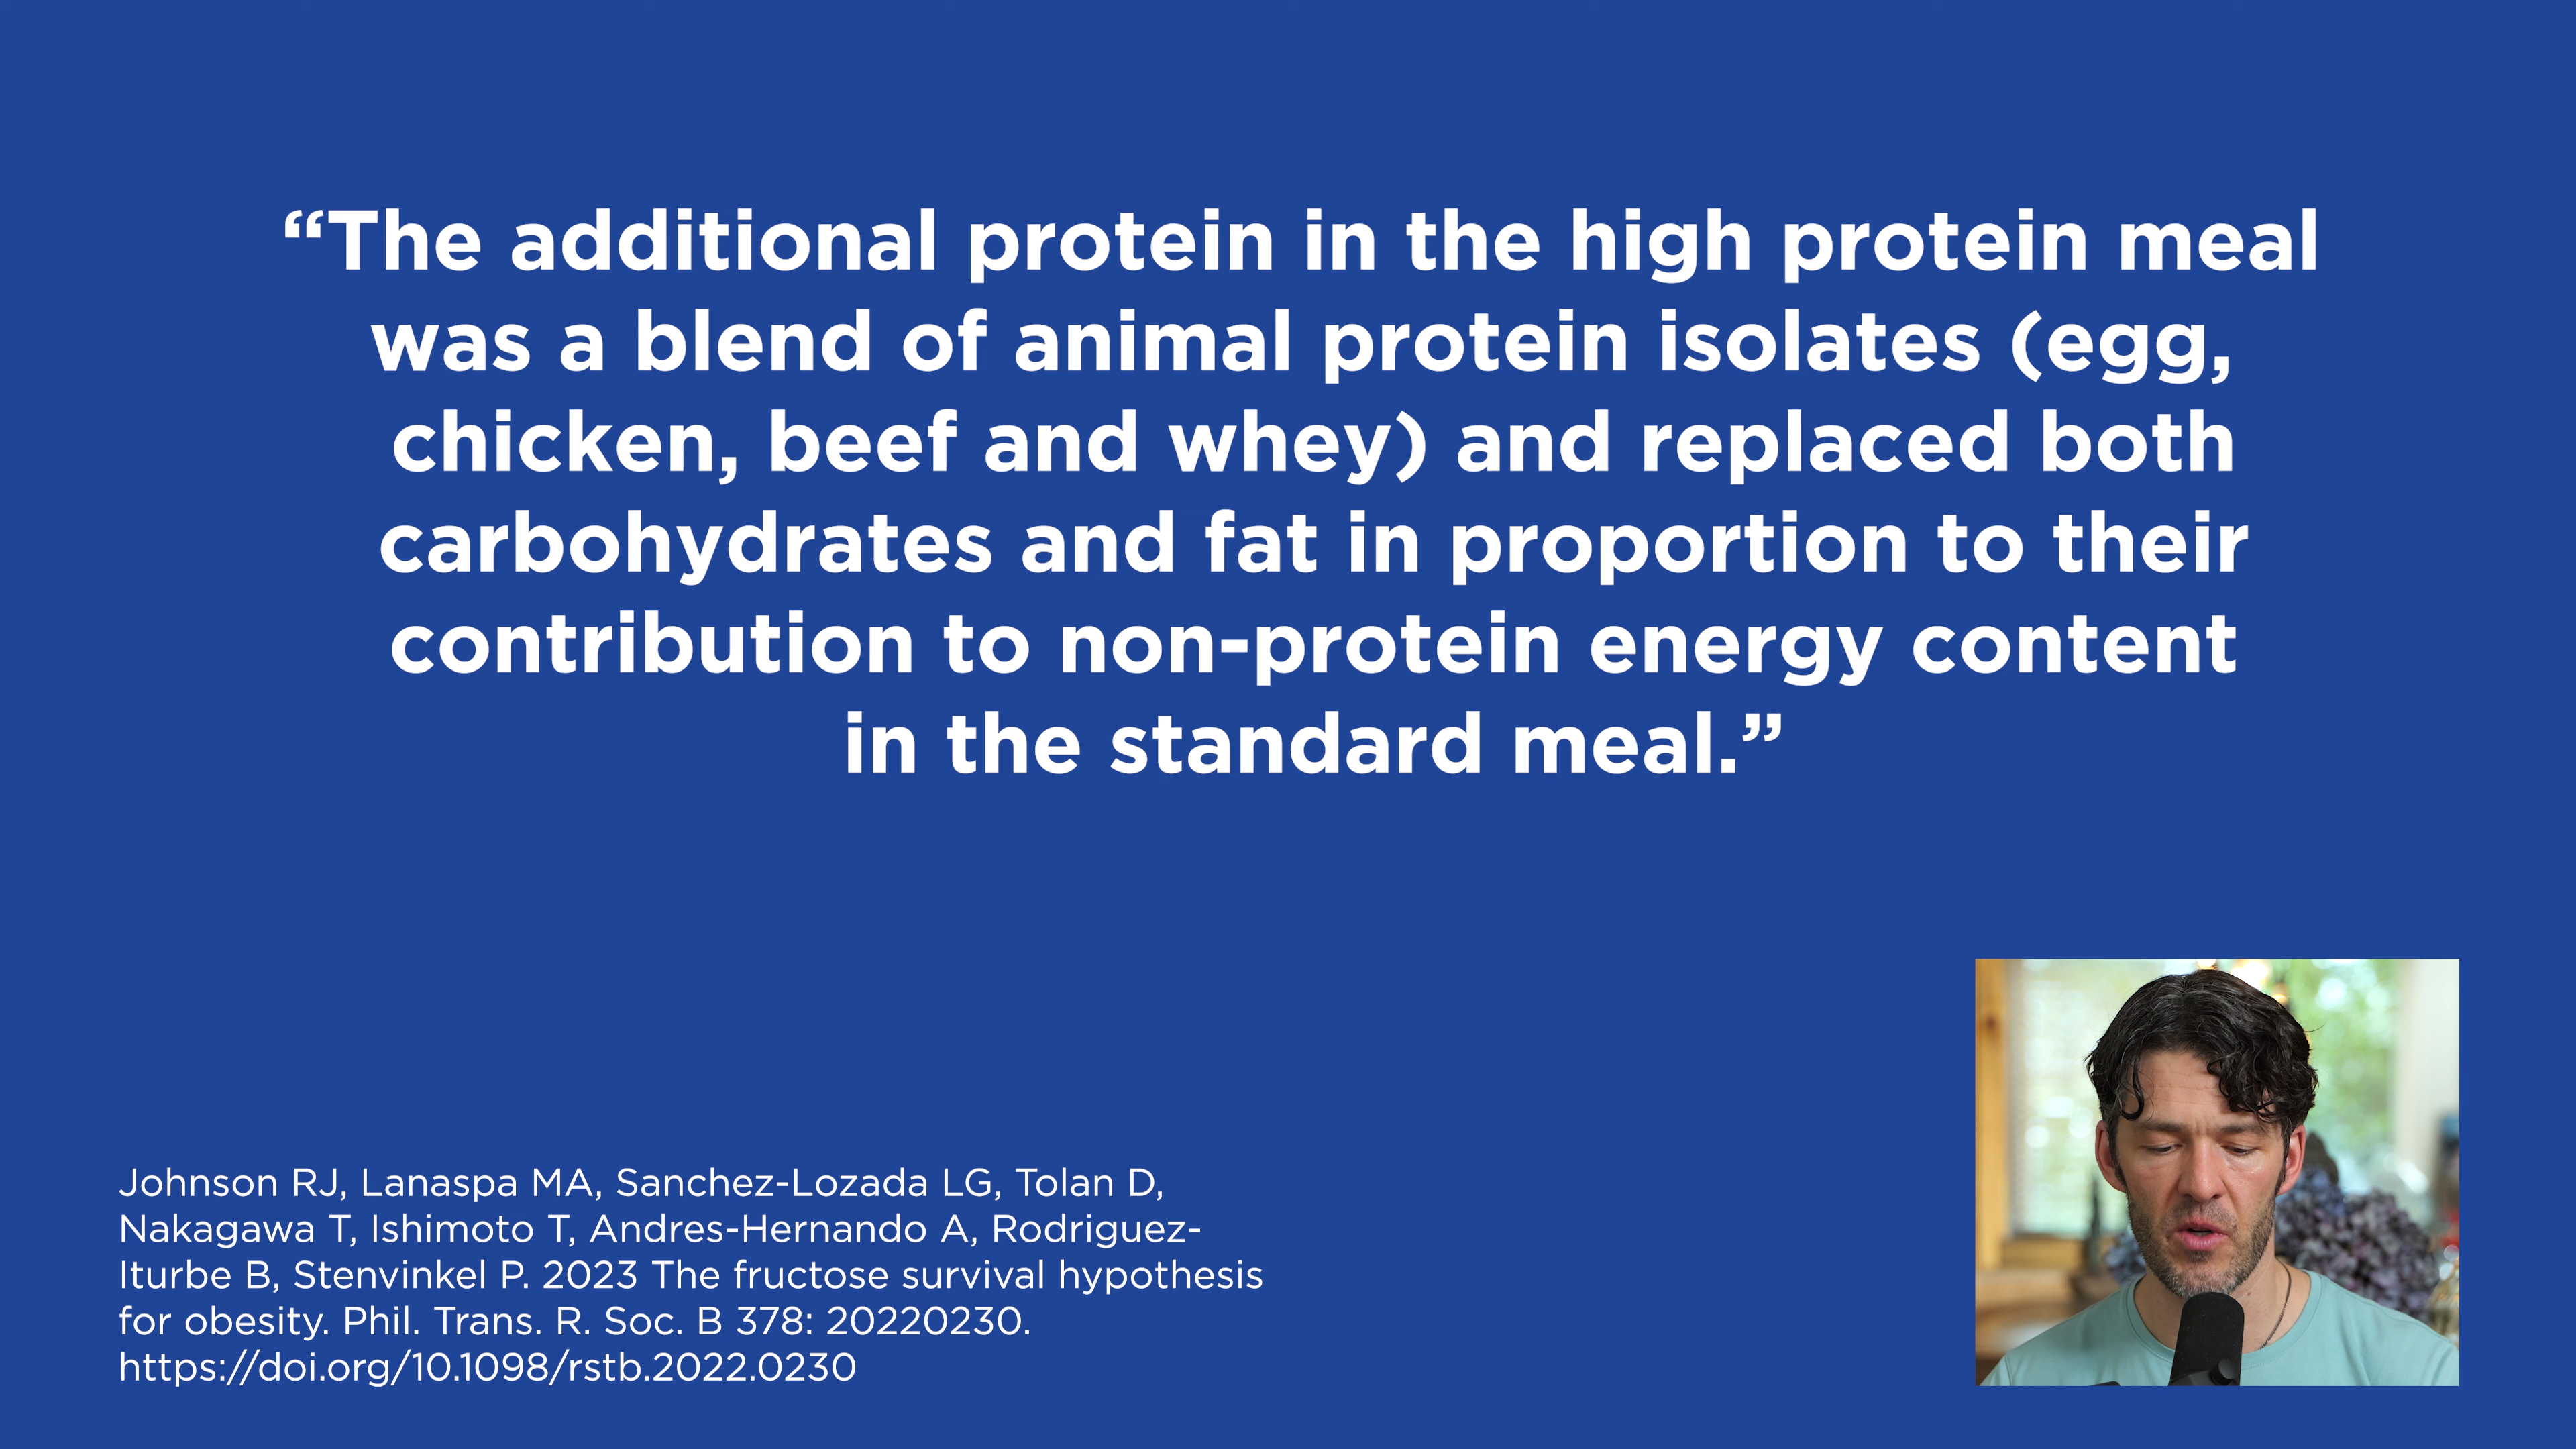 “The additional protein in the high protein meal
was a blend of animal protein isolates (egg,
chicken, beef and whey) and replaced both
carbohydrates and fat in proportion to their
contribution to non-protein energy content
in the standard meal.”
Johnson RJ, Lanaspa MA, Sanchez-Lozada LG, Tolan D,
Nakagawa T, Ishimoto T, Andres-Hernando A, Rodriguez-
Iturbe B, Stenvinkel P. 2023 The fructose survival hypothesis
for obesity. Phil. Trans. R. Soc. B 378: 20220230.
https://doi.org/10.1098/rstb.2022.0230